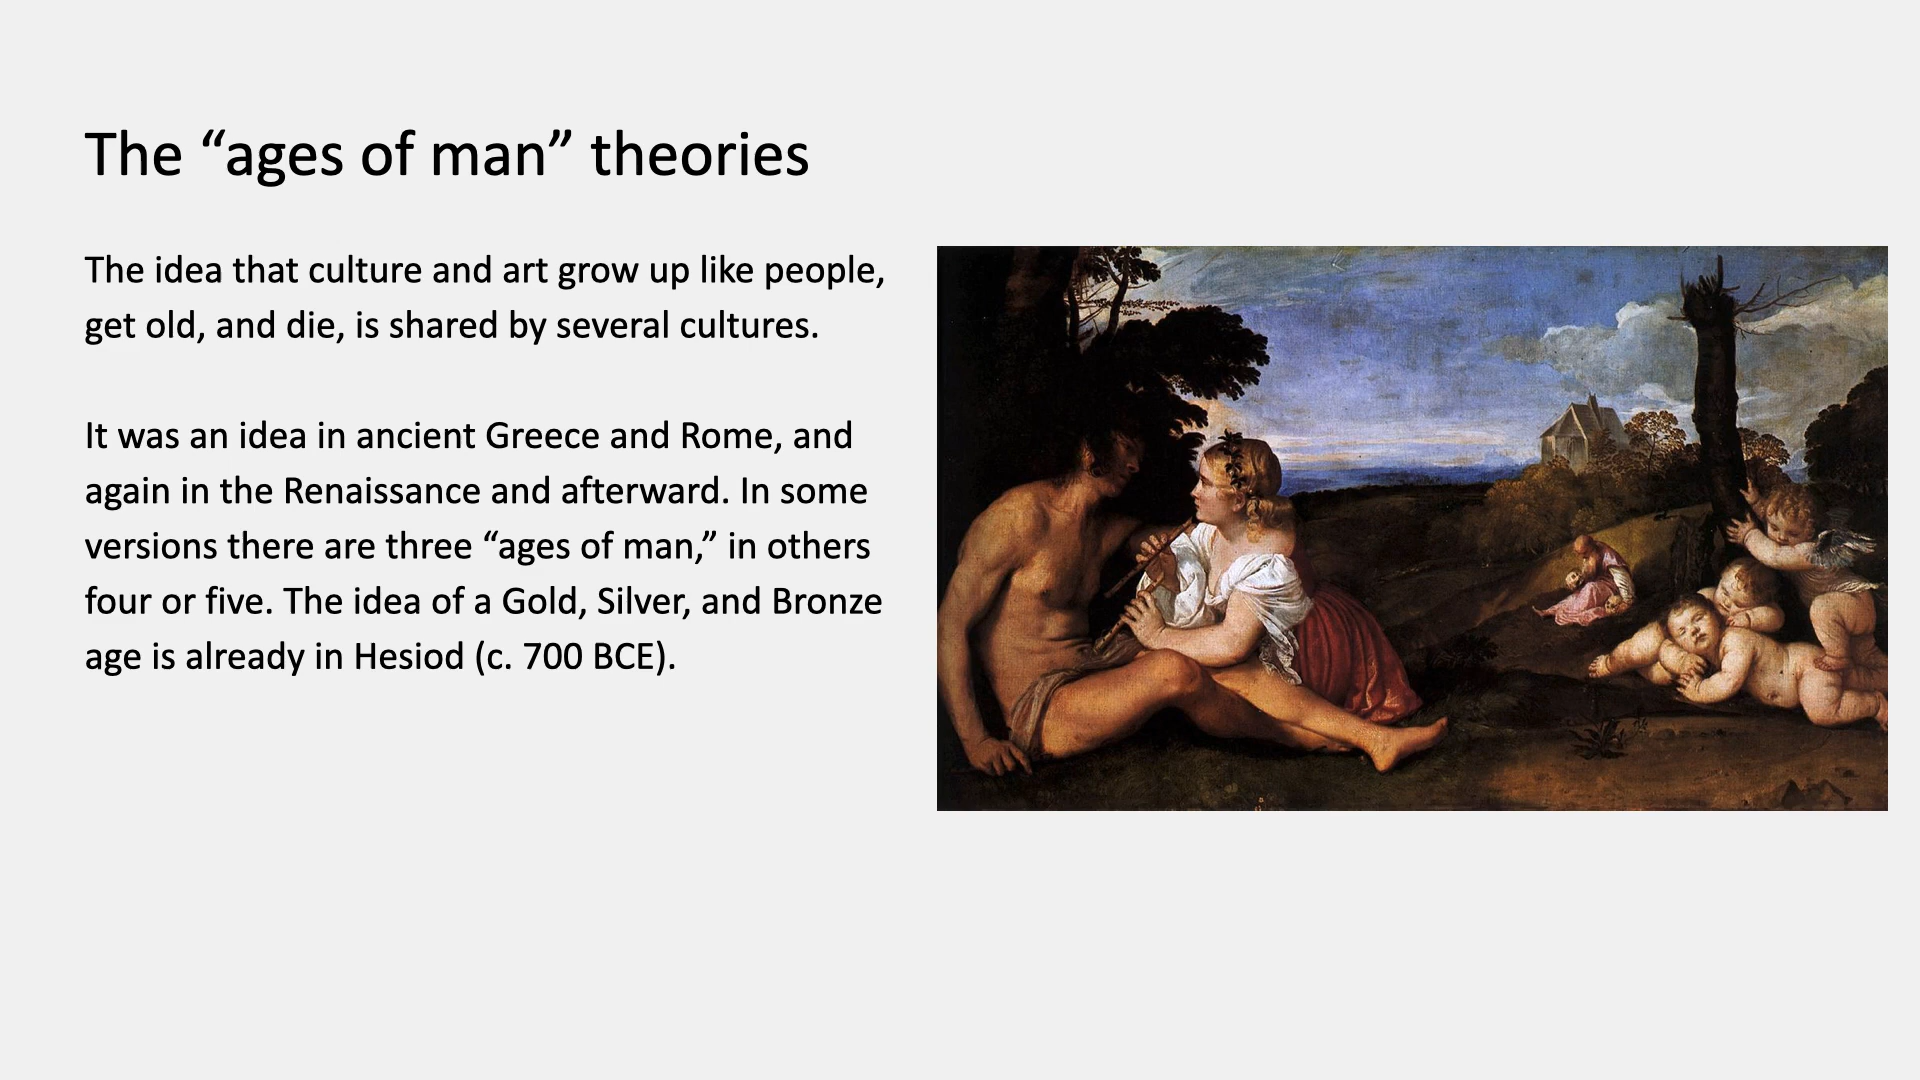 The “ages of man” theories
The idea that culture and art grow up like people,
get old, and die, is shared by several cultures.
It was an idea in ancient Greece and Rome, and
again in the Renaissance and afterward. In some
versions there are three “ages of man,” in others
four or five. The idea of a Gold, Silver, and Bronze
age is already in Hesiod (c. 700 BCE).